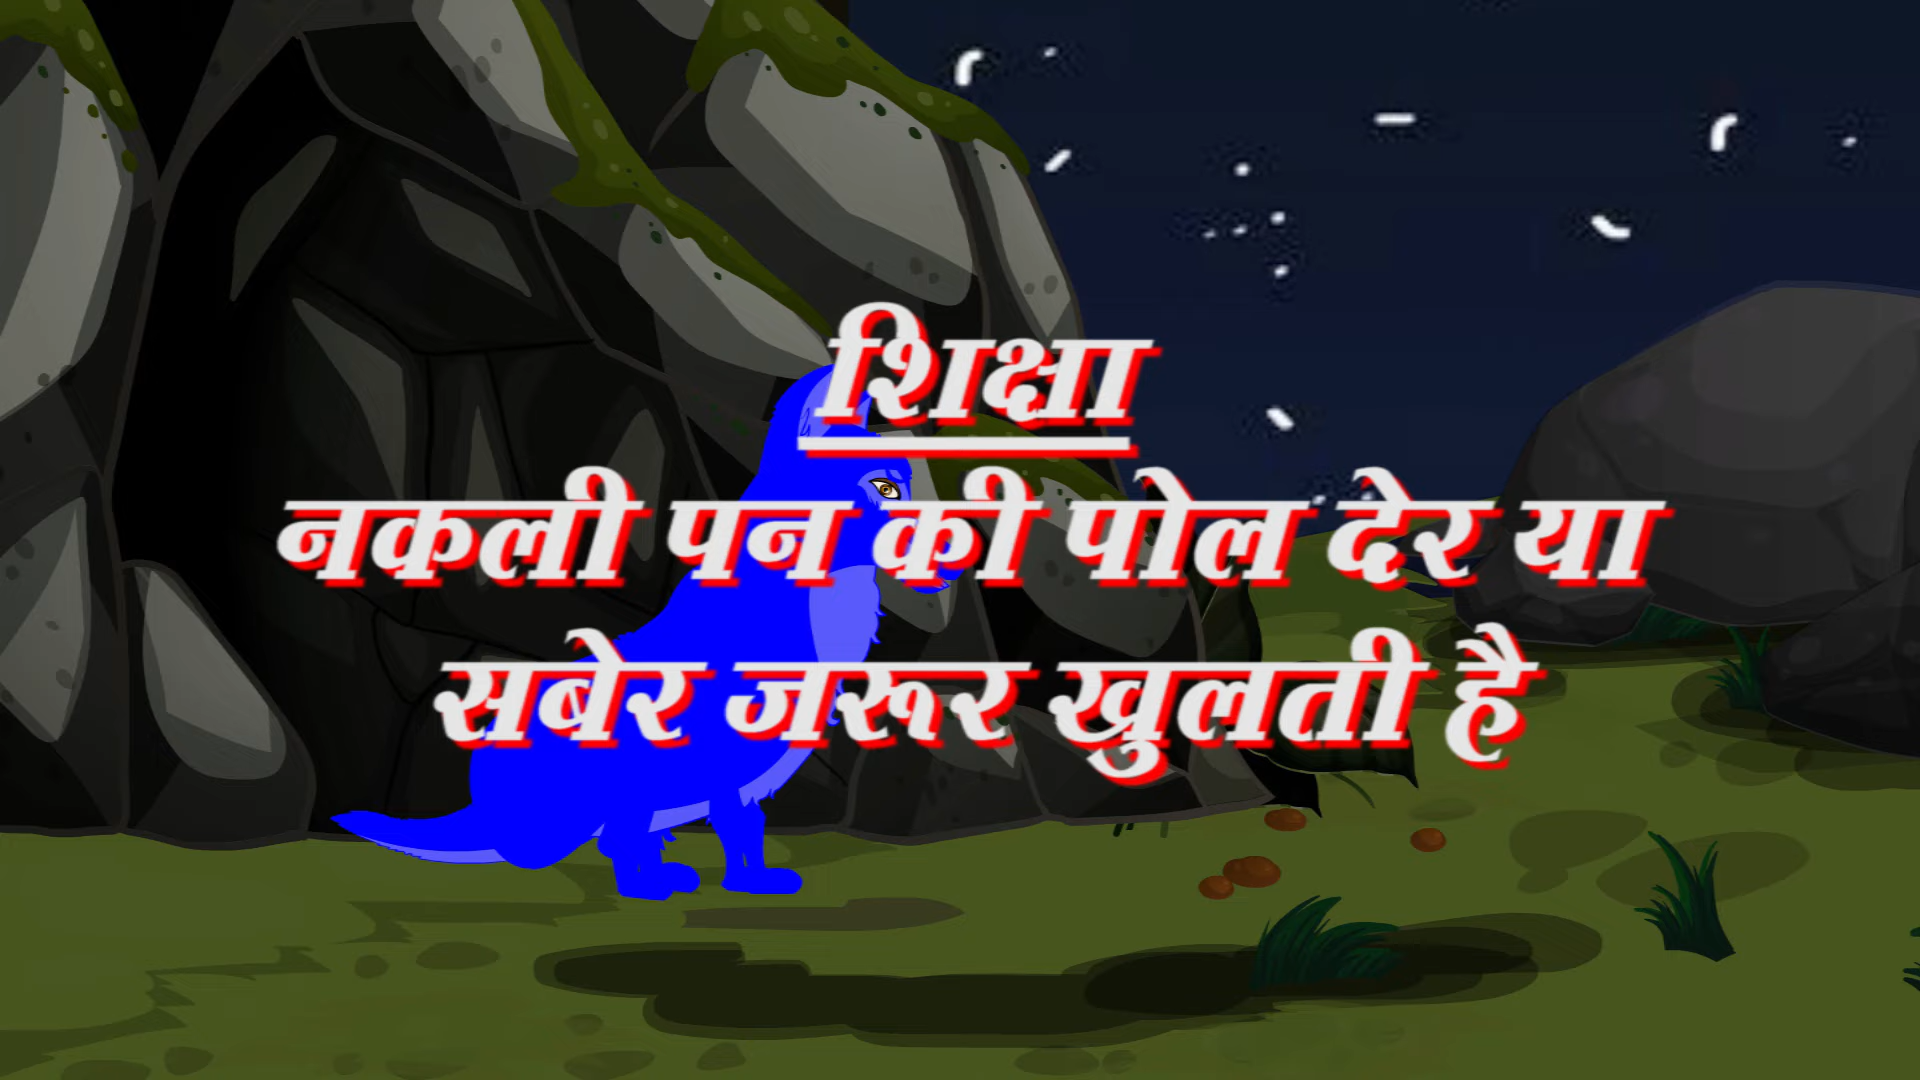 शिक्षा
नकली पन की पोल देर या
सबेर जरूर खुलती है